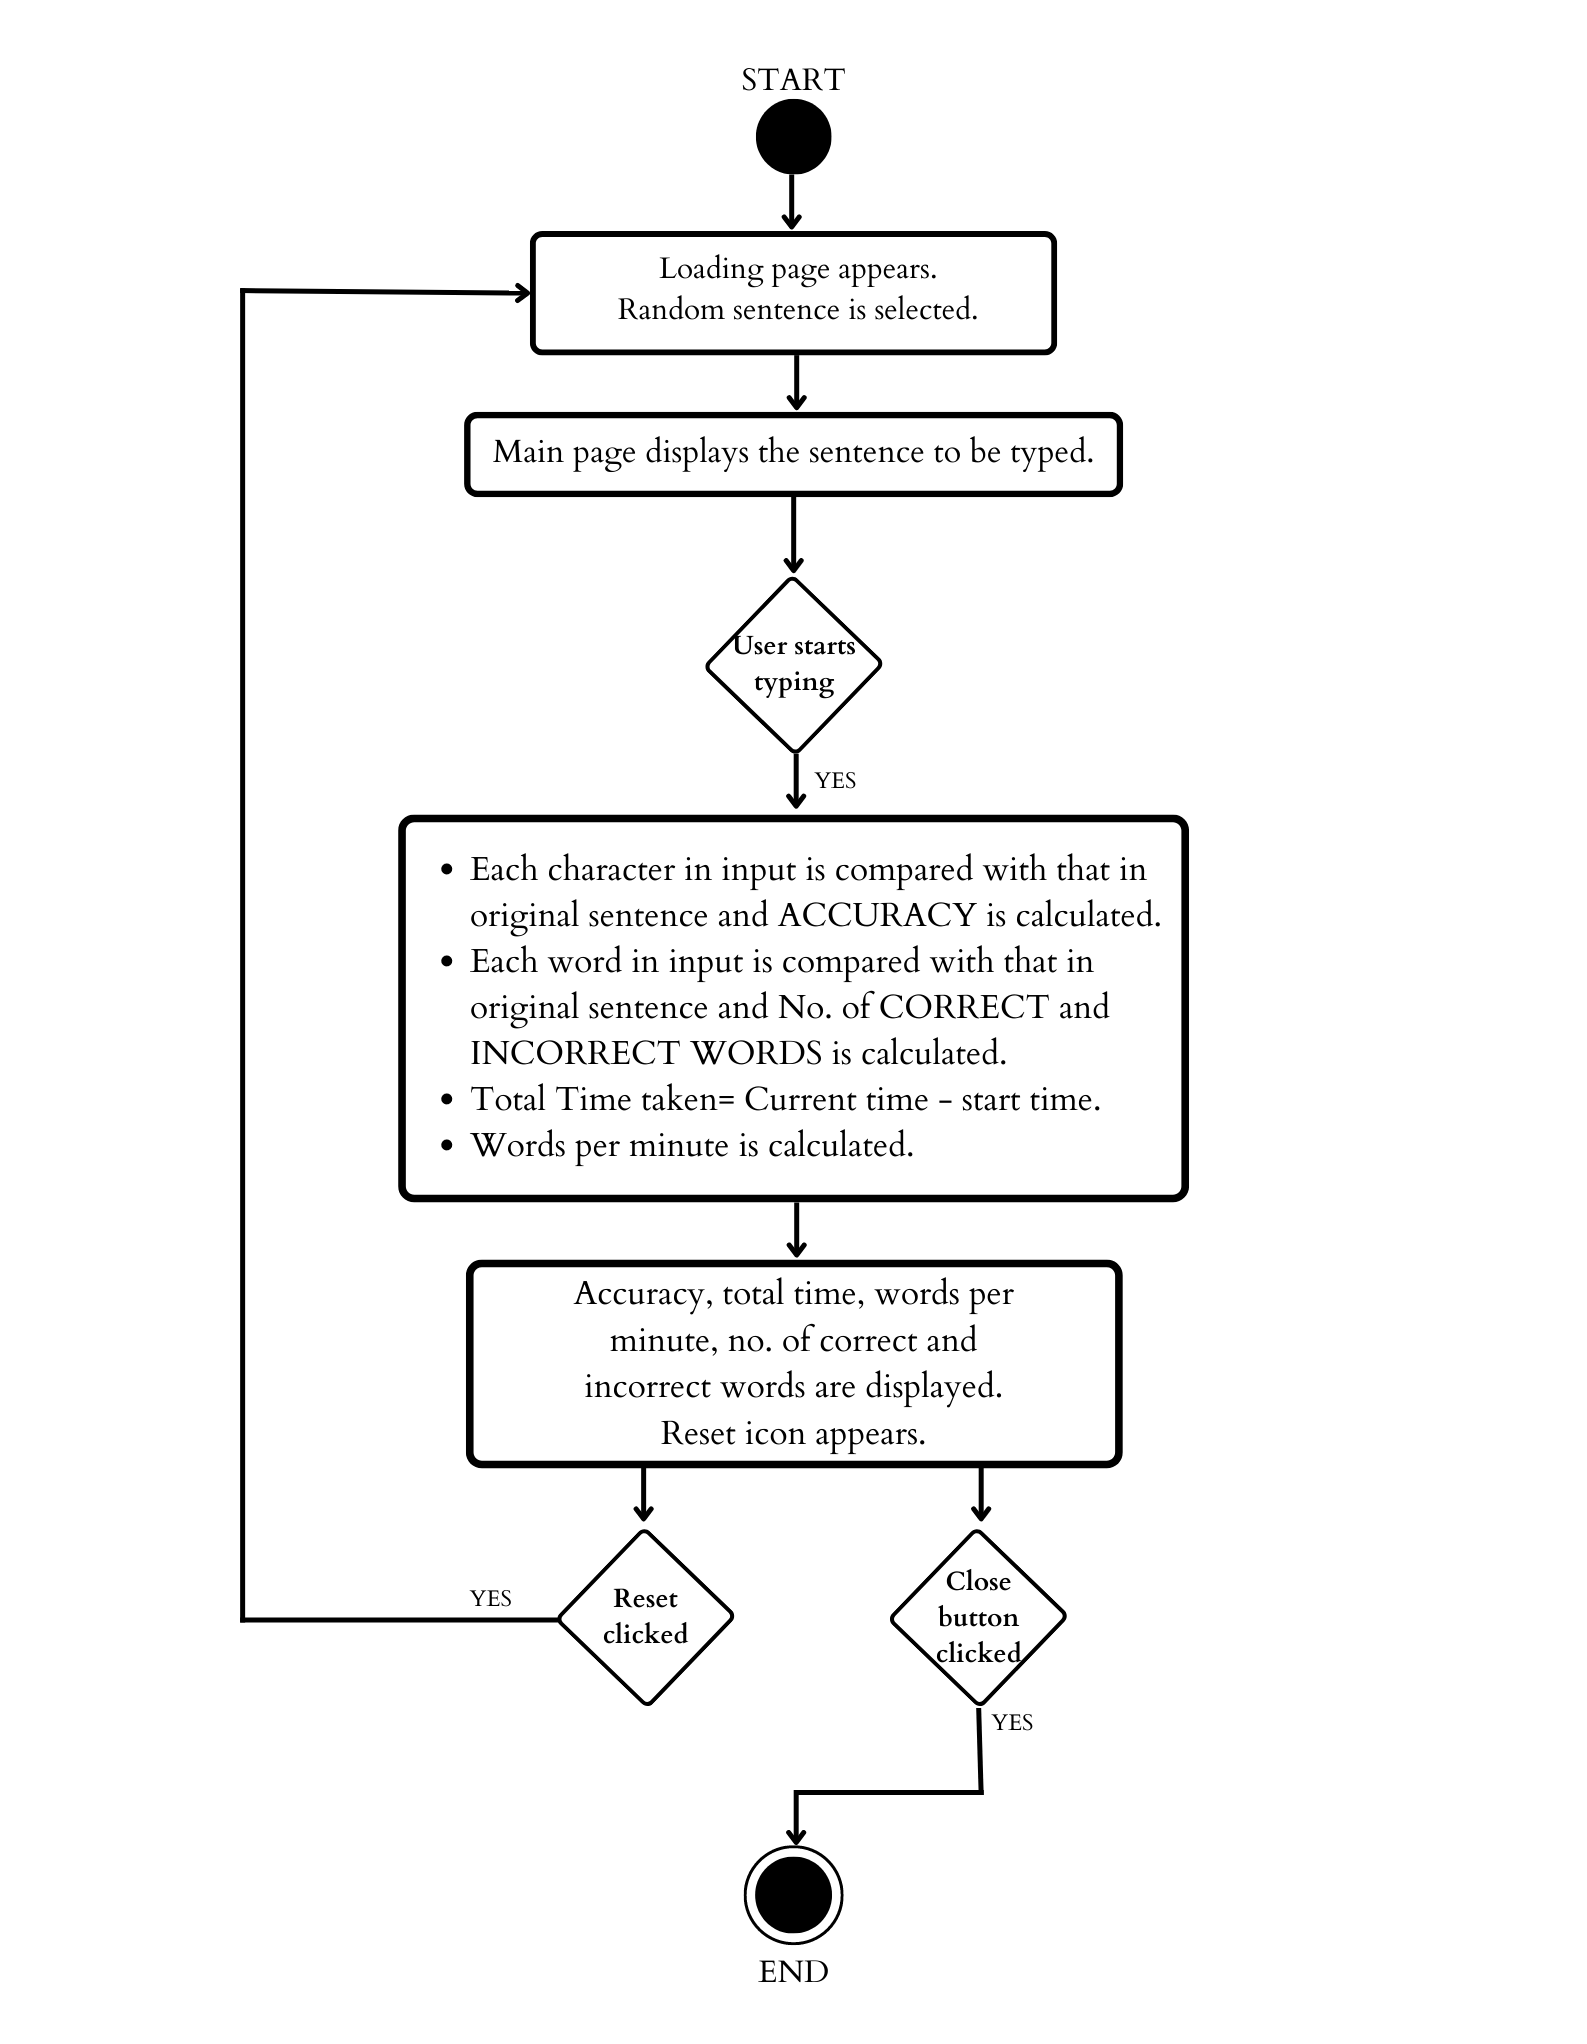 START
Loading page appears.
Random sentence is selected.
Main page displays the sentence to be typed.
User starts
typing
YES
• Each character in input is compared with that in
original sentence and ACCURACY is calculated.
• Each word in input is compared with that in
original sentence and No. of CORRECT and
INCORRECT WORDS is calculated.
• Total Time taken= Current time - start time.
• Words per minute is calculated.
Accuracy, total time, words per
minute, no. of correct and
incorrect words are displayed.
Reset icon appears.
YES
Reset
clicked
Close
button
clicked
YES
END